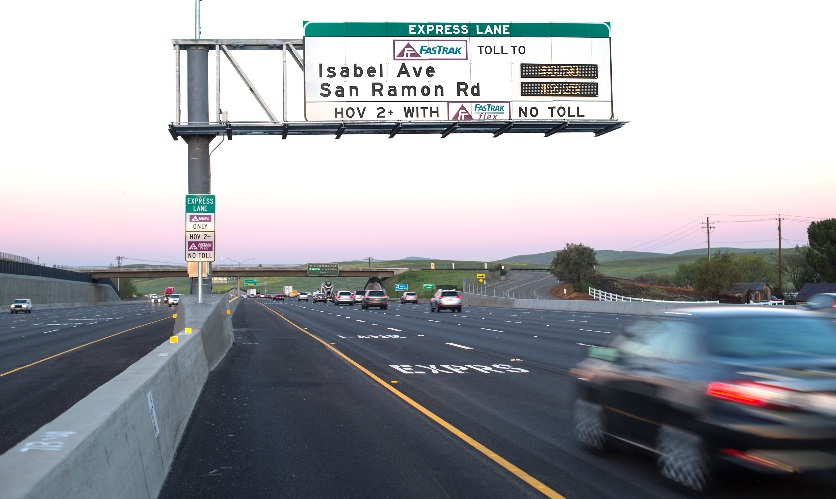 EXPRESS LANE
FASTRAK TOLL TO
Isabel Ave
San Ramon Rd
HOV 2+ WITH FASTRAK flex NO TOLL
EXPRESS
LANE
ONLY
HOV 2+
NO TOLL
EXPRS